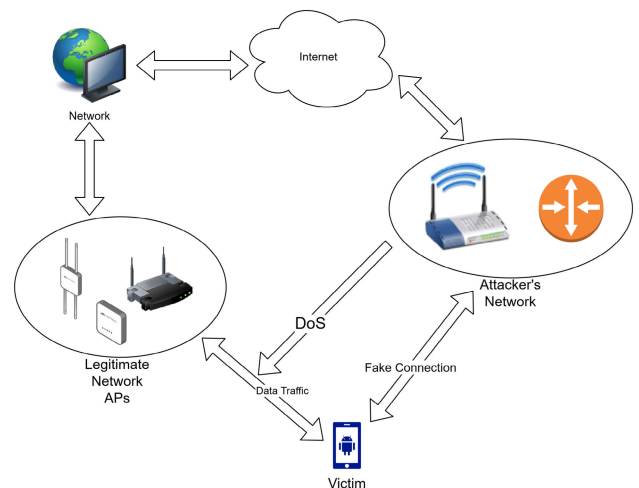 Internet
Network
Attacker's
Network
DoS
Legitimate
Network
APs
Fake Connection
Data Traffic
Victim